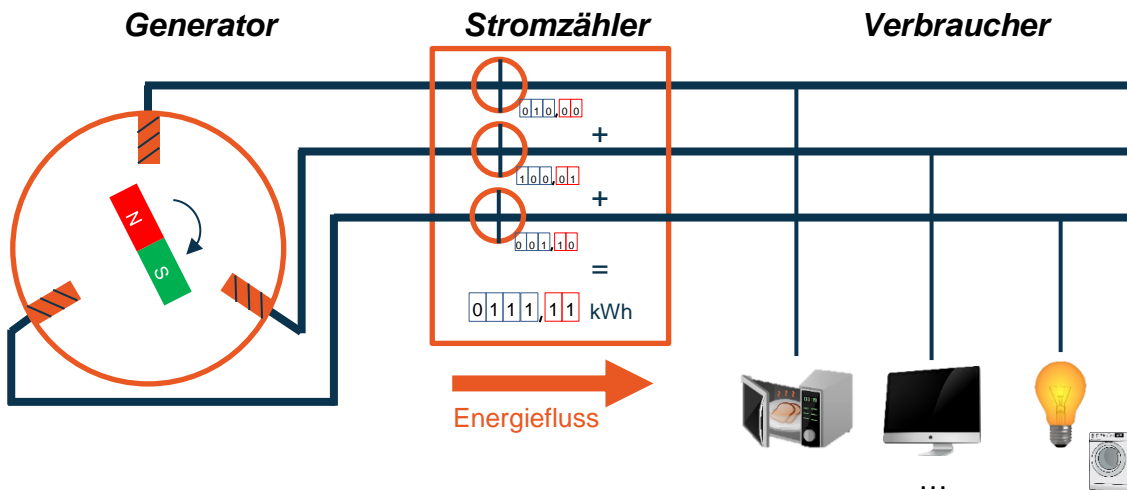 Generator
Stromzähler
Verbraucher
010,00
+
100,01
+
001,10
=
0111,11 kWh
N
S
Energiefluss
...